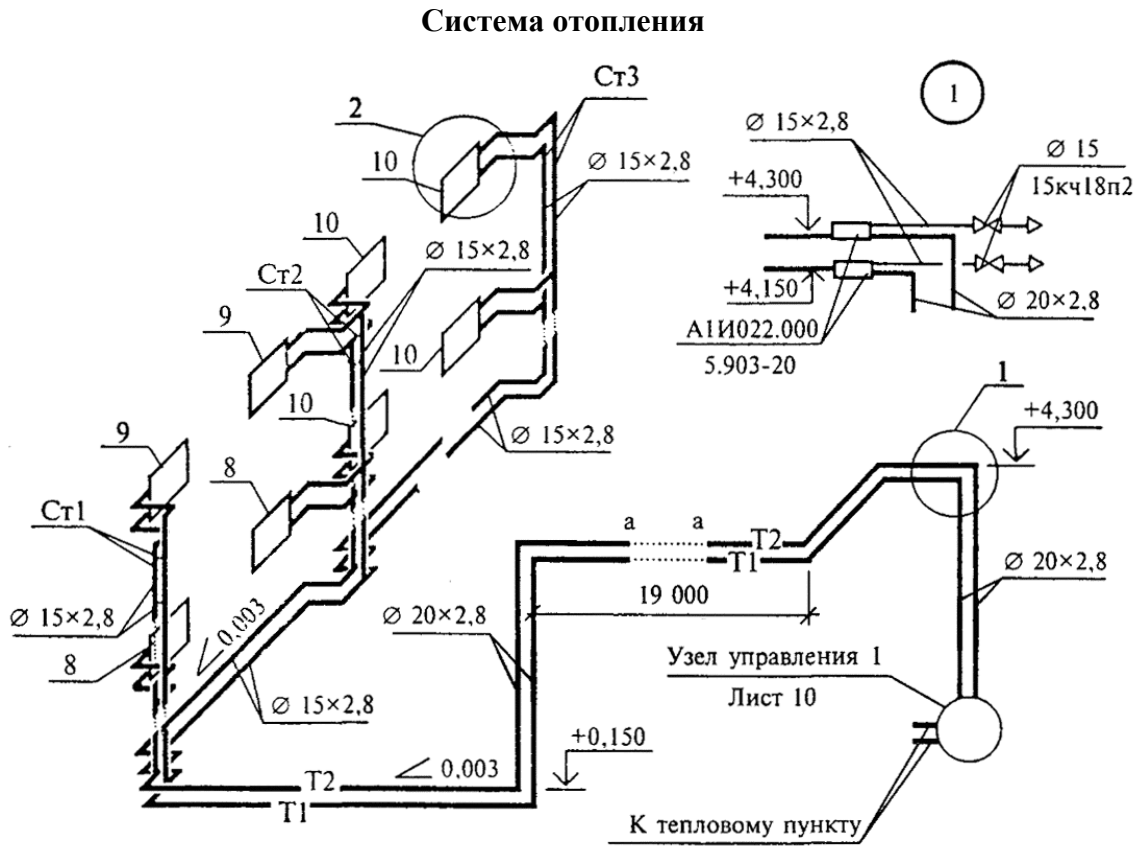 Система отопления
Ст3
2
1
10
∅ 15×2,8
∅ 15×2,8
∅ 15
15кч18п2
+4,300
10
∅ 15×2,8
Ст2
+4,150
∅ 20×2,8
9
10
А1И022.000
5.903-20
10
1
+4,300
9
∅ 15×2,8
8
Ст1
а
а
Т2
Т1
∅ 20×2,8
19 000
∅ 15×2,8
0,003
∅ 20×2,8
8
Узел управления 1
Лист 10
∅ 15×2,8
+0,150
0,003
Т2
Т1
К тепловому пункту